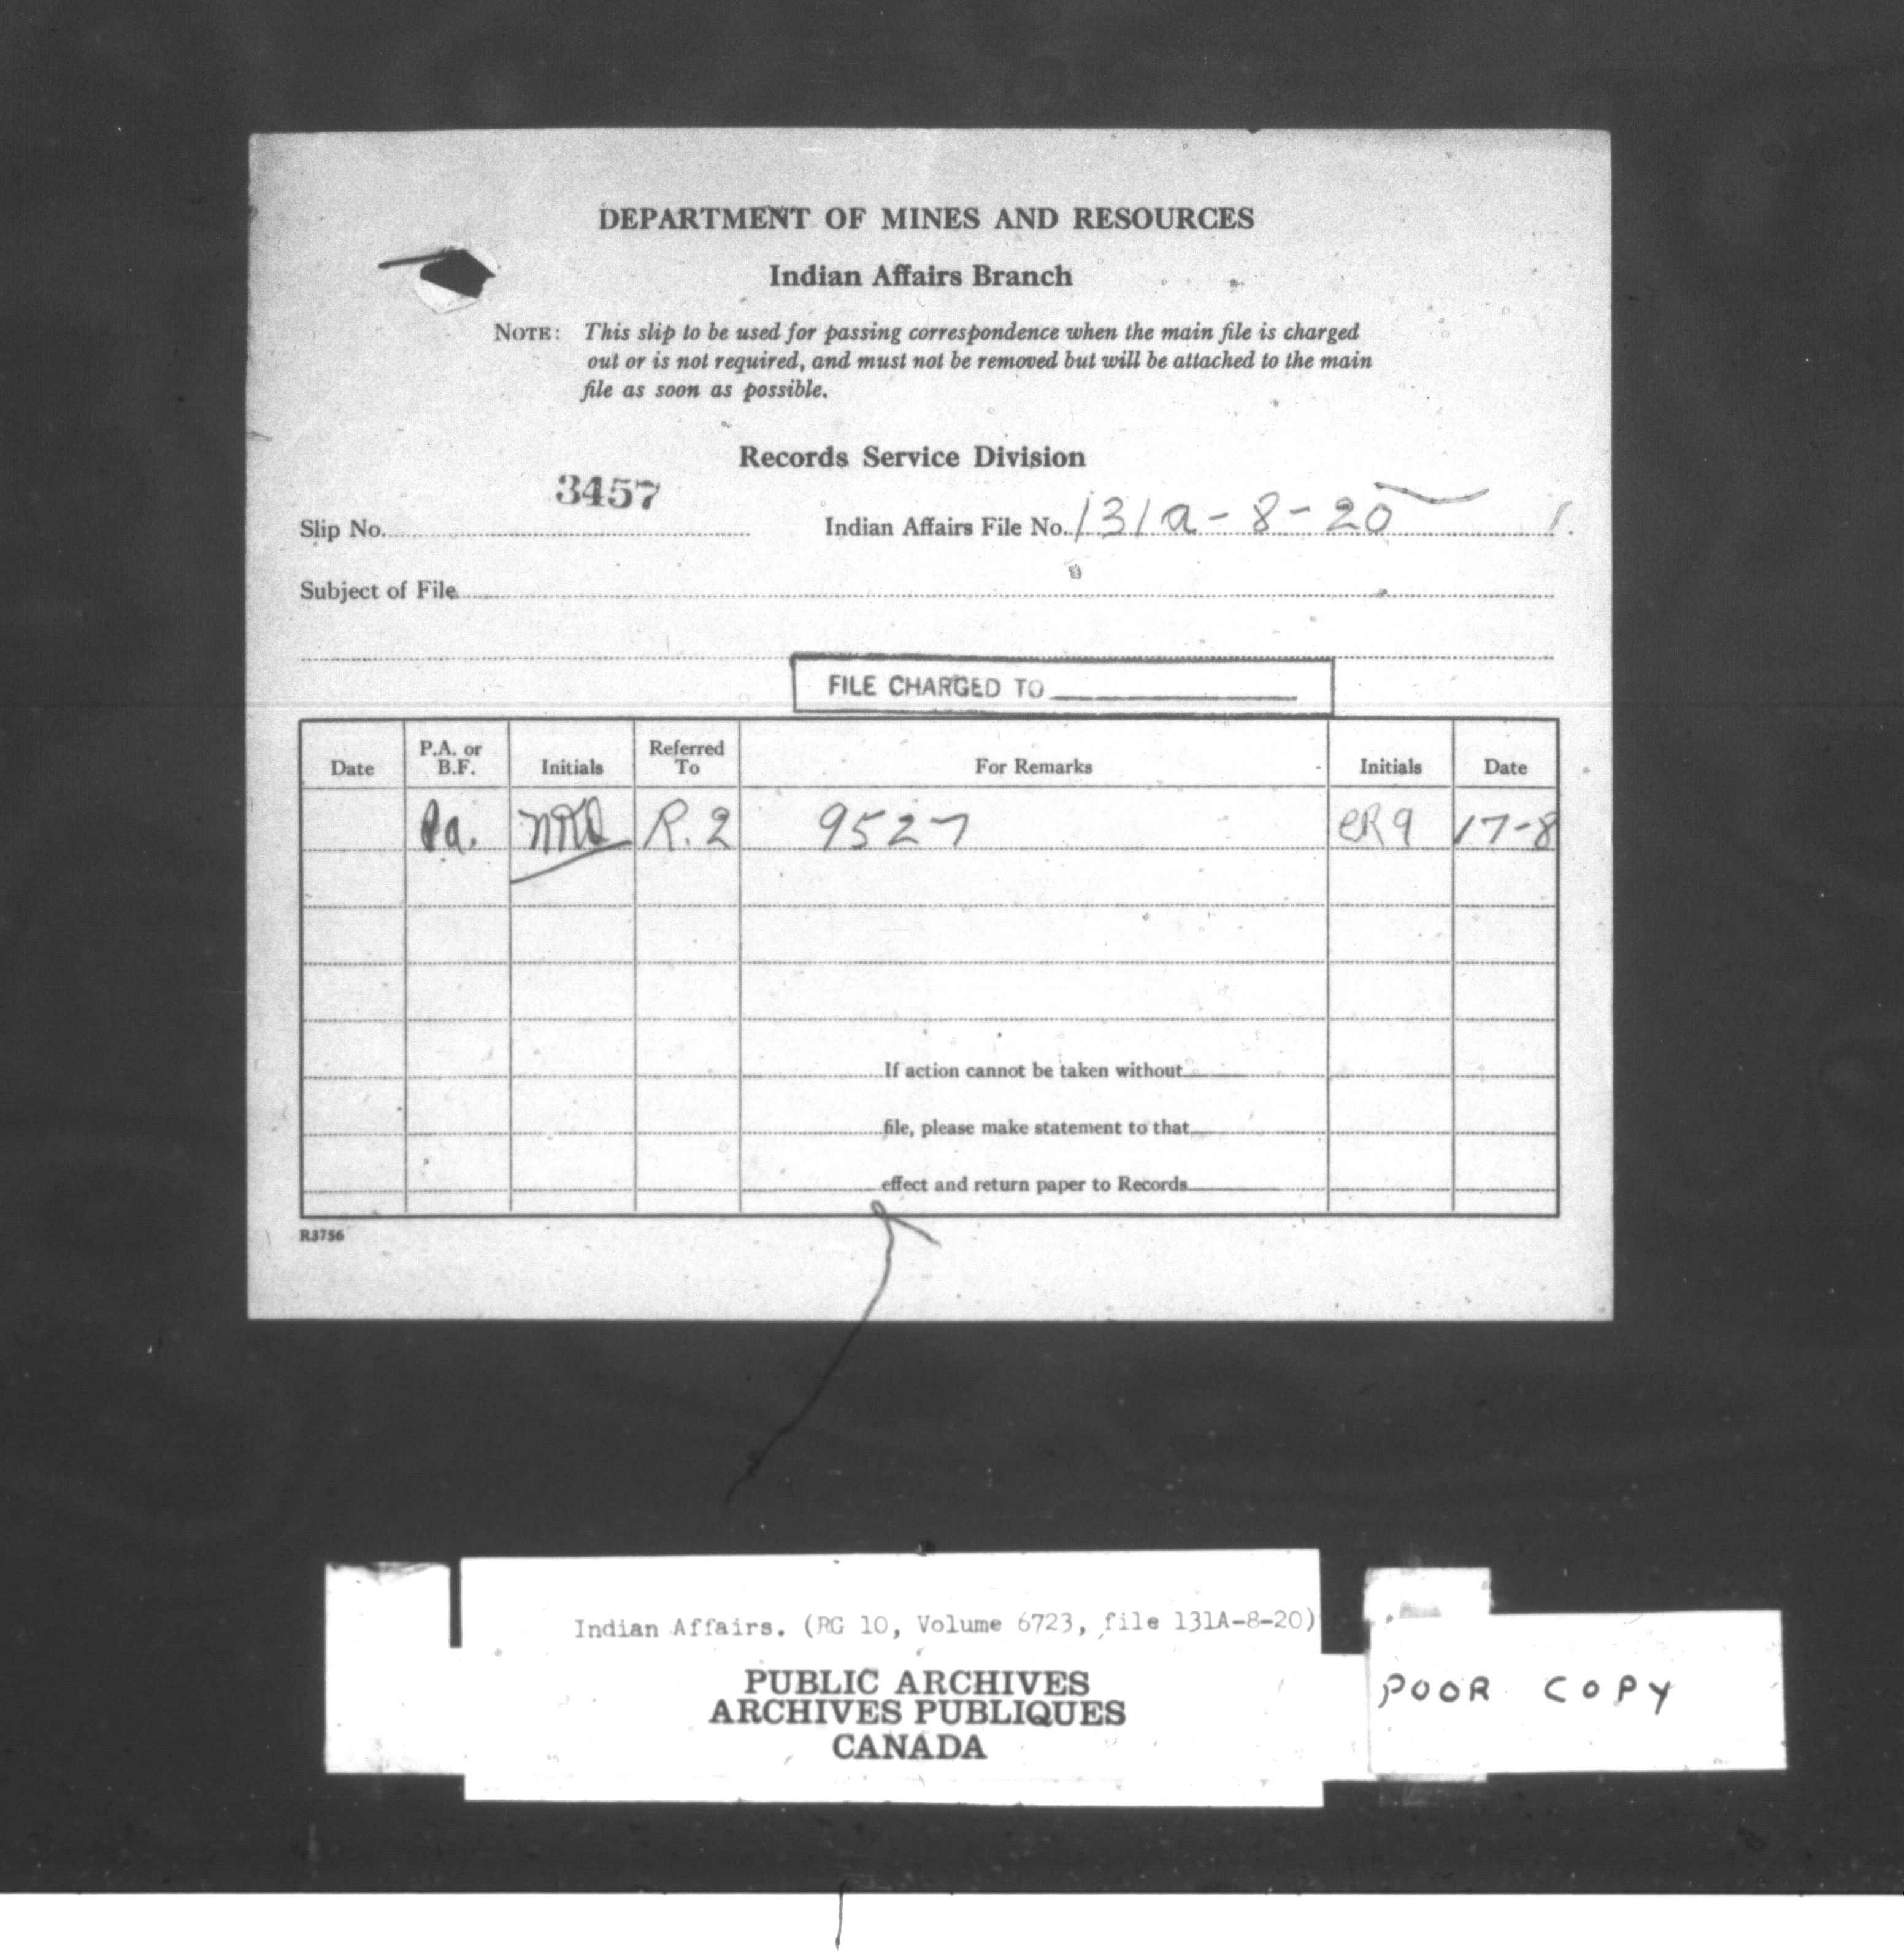 DEPARTMENT OF MINES AND RESOURCES
Indian Affairs Branch
NOTE: This slip to be used for passing correspondence when the main file is charged
out or is not required, and must not be removed but will be attached to the main
file as soon as possible.
Records Service Division
3457
Slip No. Indian Affairs File No. 131a-8-20
Subject of File
FILE CHARGED TO
Date P.A. or B.F. Initials Referred To For Remarks Initials Date
Pa. R.2 9527 17-8
If action cannot be taken without
file, please make statement to that
effect and return paper to Records
R3756
Indian Affairs. (RG 10, Volume 6723, file 131A-8-20)
PUBLIC ARCHIVES
ARCHIVES PUBLIQUES
CANADA
POOR COPY